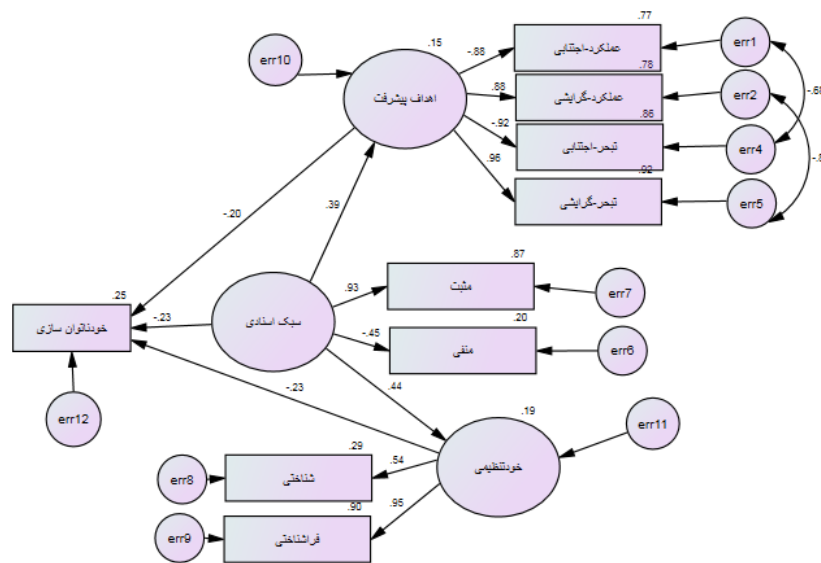 .77
.15
عملکرد-اجتنابی
err1
-.88
err10
.78
اهداف پیشرفت
.88
عملکرد-گرایشی
err2
-.68
.86
-.92
تبحر-اجتنابی
err4
.96
.92
تبحر-گرایشی
err5
-.20
.39
.87
.93
مثبت
err7
.25
خودناتوان سازی
-.23
سبک اسنادی
-.45
.20
منفی
err6
-.23
.44
err12
.19
err11
.29
خودتنظیمی
err8
شناختی
.54
.90
.95
err9
فراشناختی